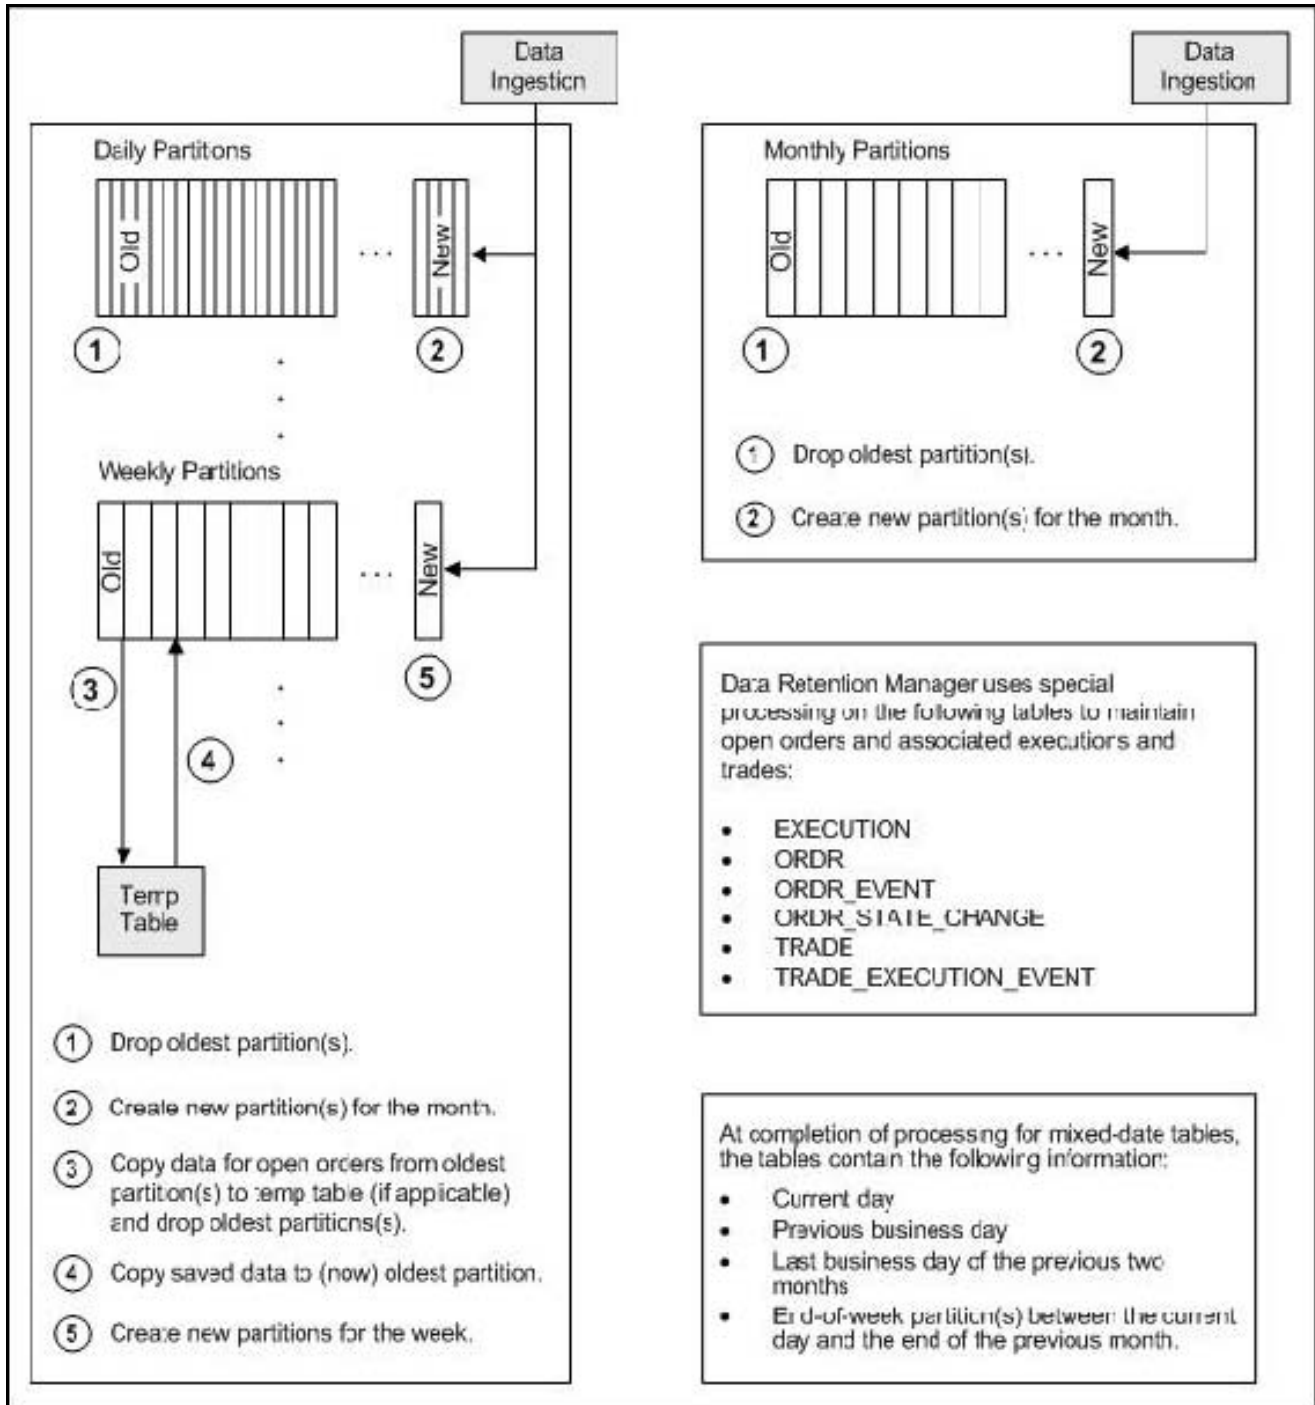 Data
Ingestion
Daily Partitions
Old
New
...
1
2
Weekly Partitions
Old
New
...
3
4
5
Temp
Table
1 Drop oldest partition(s).
2 Create new partition(s) for the month.
3 Copy data for open orders from oldest
partition(s) to temp table (if applicable)
and drop oldest partitions(s).
4 Copy saved data to (now) oldest partition.
5 Create new partitions for the week.
Data
Ingestion
Monthly Partitions
Old
New
...
1
2
1 Drop oldest partition(s).
2 Create new partition(s) for the month.
Data Retention Manager uses special
processing on the following tables to maintain
open orders and associated executions and
trades:
• EXECUTION
• ORDR
• ORDR_EVENT
• ORDR_STATE_CHANGE
• TRADE
• TRADE_EXECUTION_EVENT
At completion of processing for mixed-date tables,
the tables contain the following information:
• Current day
• Previous business day
• Last business day of the previous two
months
• End-of-week partition(s) between the current
day and the end of the previous month.